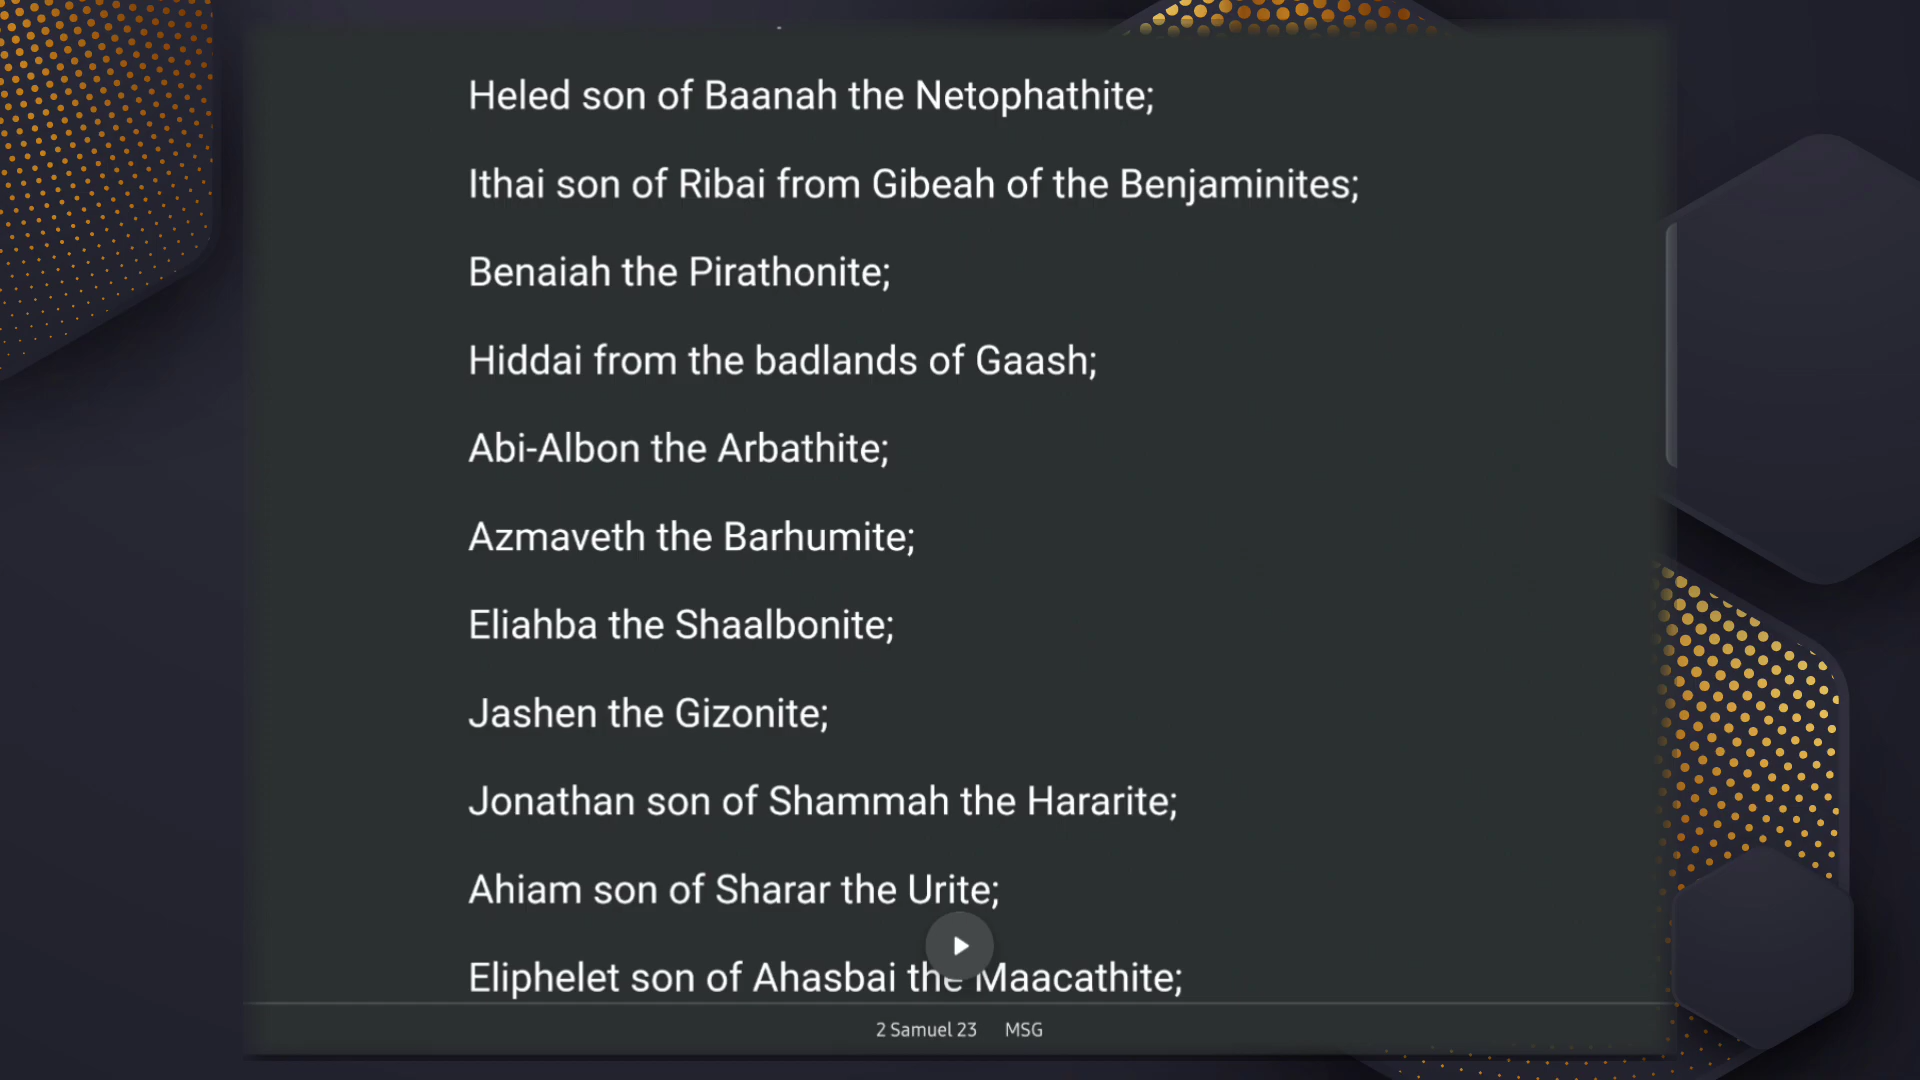 Heled son of Baanah the Netophathite;
Ithai son of Ribai from Gibeah of the Benjaminites;
Benaiah the Pirathonite;
Hiddai from the badlands of Gaash;
Abi-Albon the Arbathite;
Azmaveth the Barhumite;
Eliahba the Shaalbonite;
Jashen the Gizonite;
Jonathan son of Shammah the Hararite;
Ahiam son of Sharar the Urite;
Eliphelet son of Ahasbai the Maacathite;
2 Samuel 23 MSG